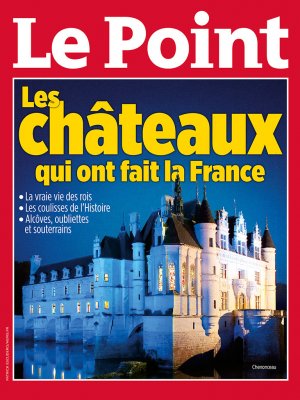 Le Point
Les
châteaux
qui ont fait la France
• La vraie vie des rois
• Les coulisses de l'Histoire
• Alcôves, oubliettes
et souterrains
Chenonceau